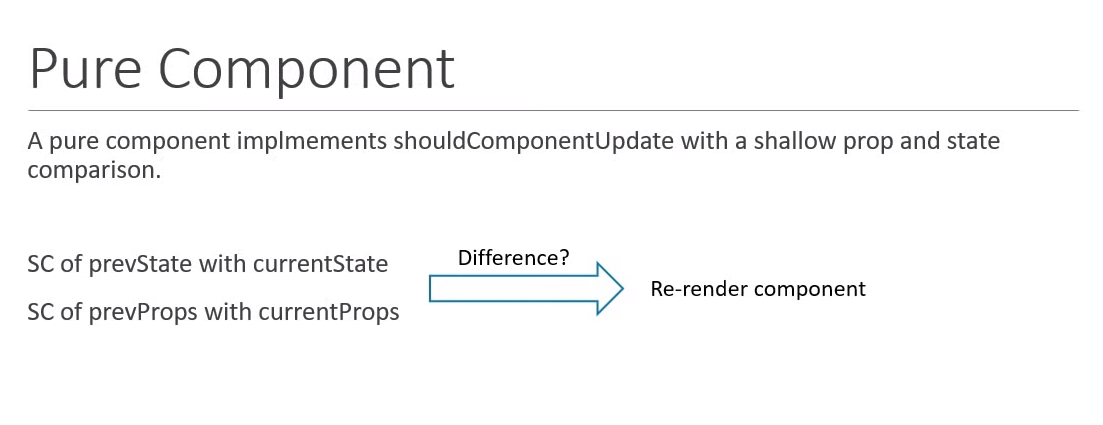 Pure Component
A pure component implmements shouldComponentUpdate with a shallow prop and state
comparison.
SC of prevState with currentState
SC of prevProps with currentProps
Difference?
Re-render component